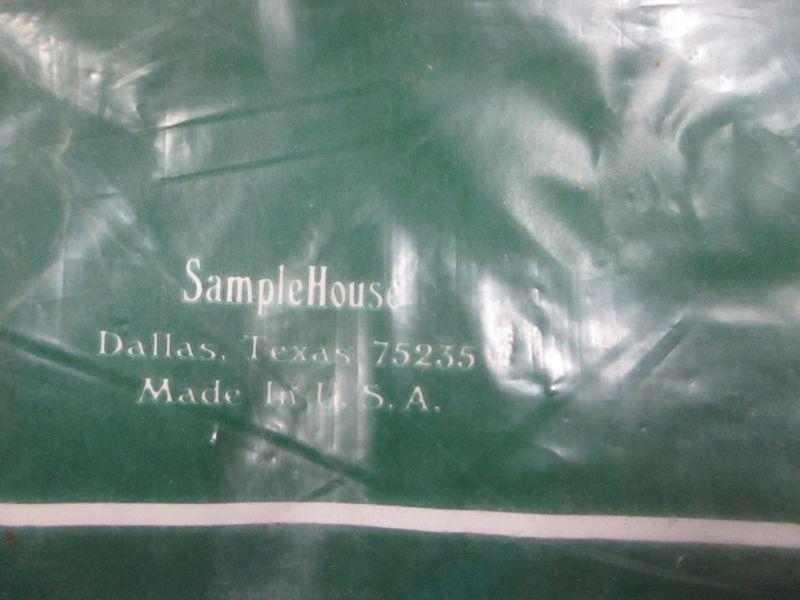 SampleHouse
Dallas, Texas 75235
Made In U.S.A.